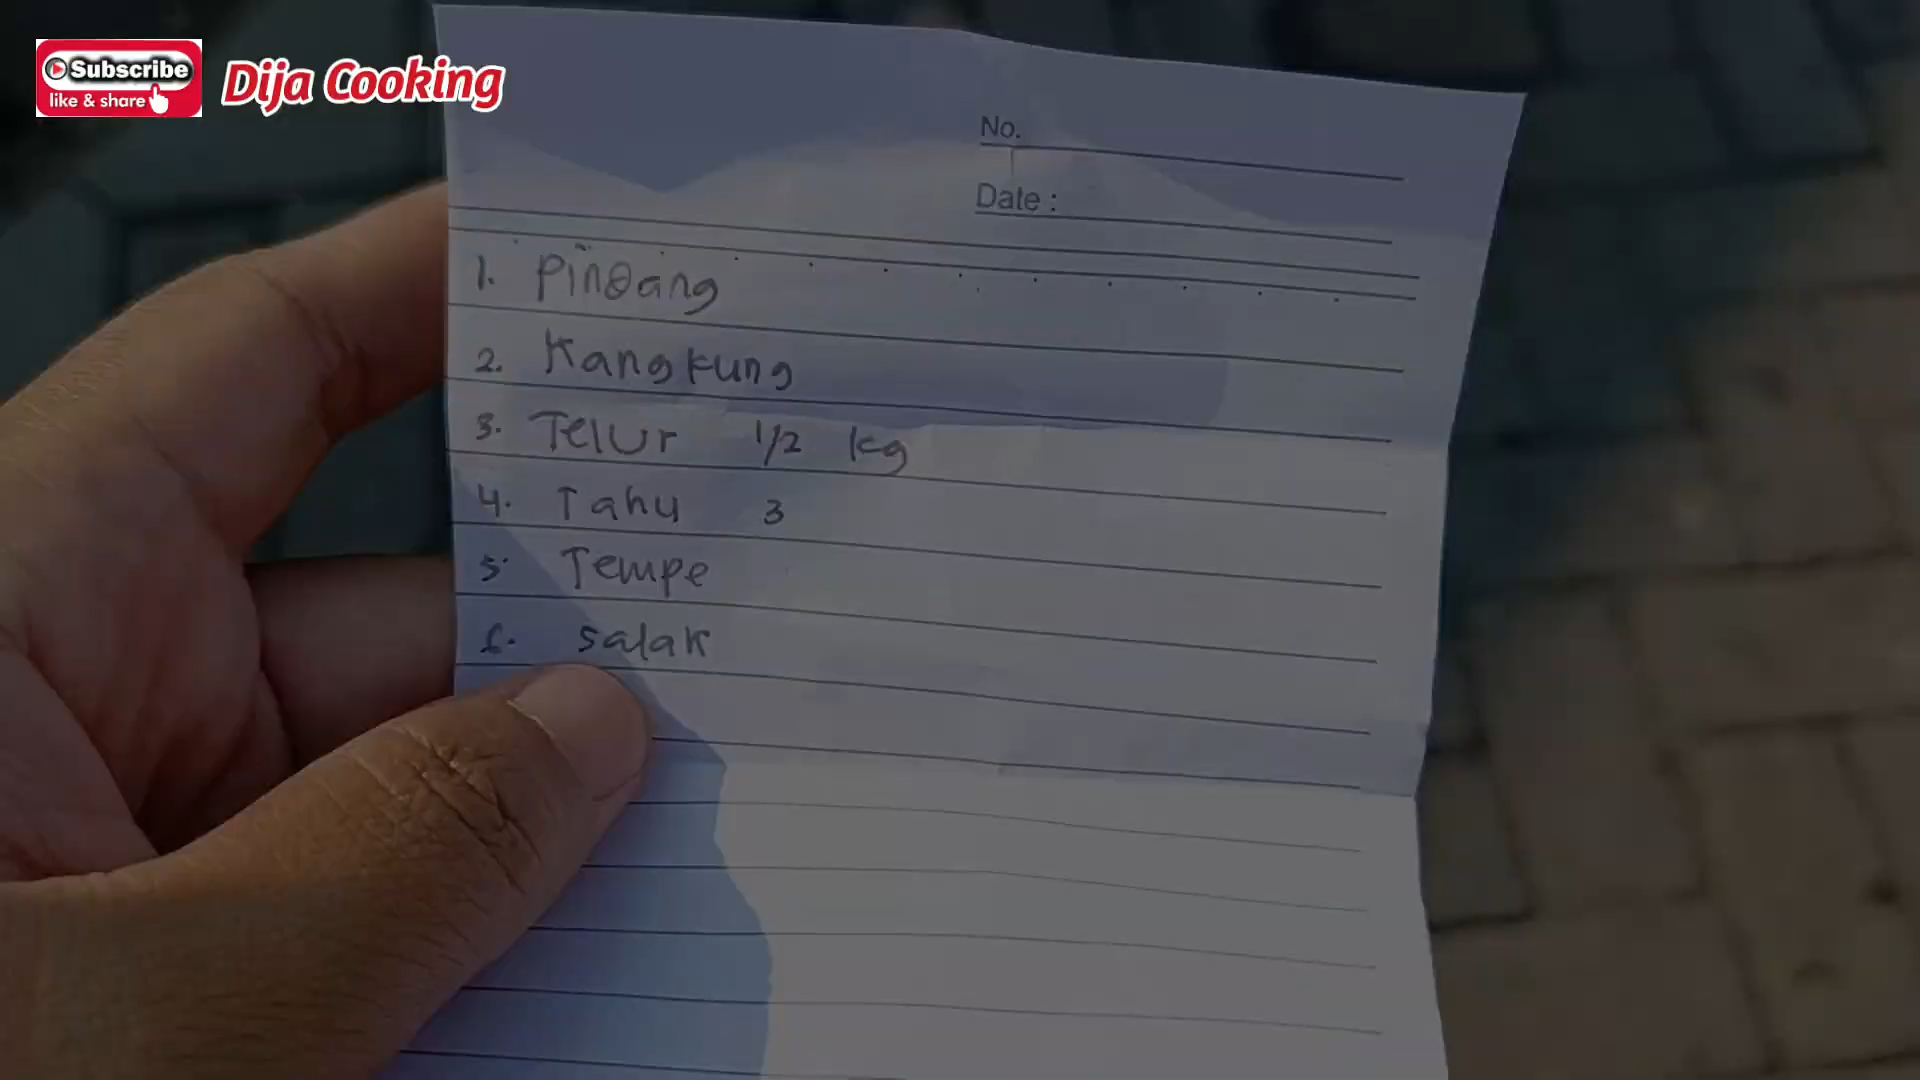 Subscribe
like & share
Dija Cooking
No.
Date :
1. Pindang
2. Kangkung
3. Telur 1/2 kg
4. Tahu 3
5. Tempe
6. Salak